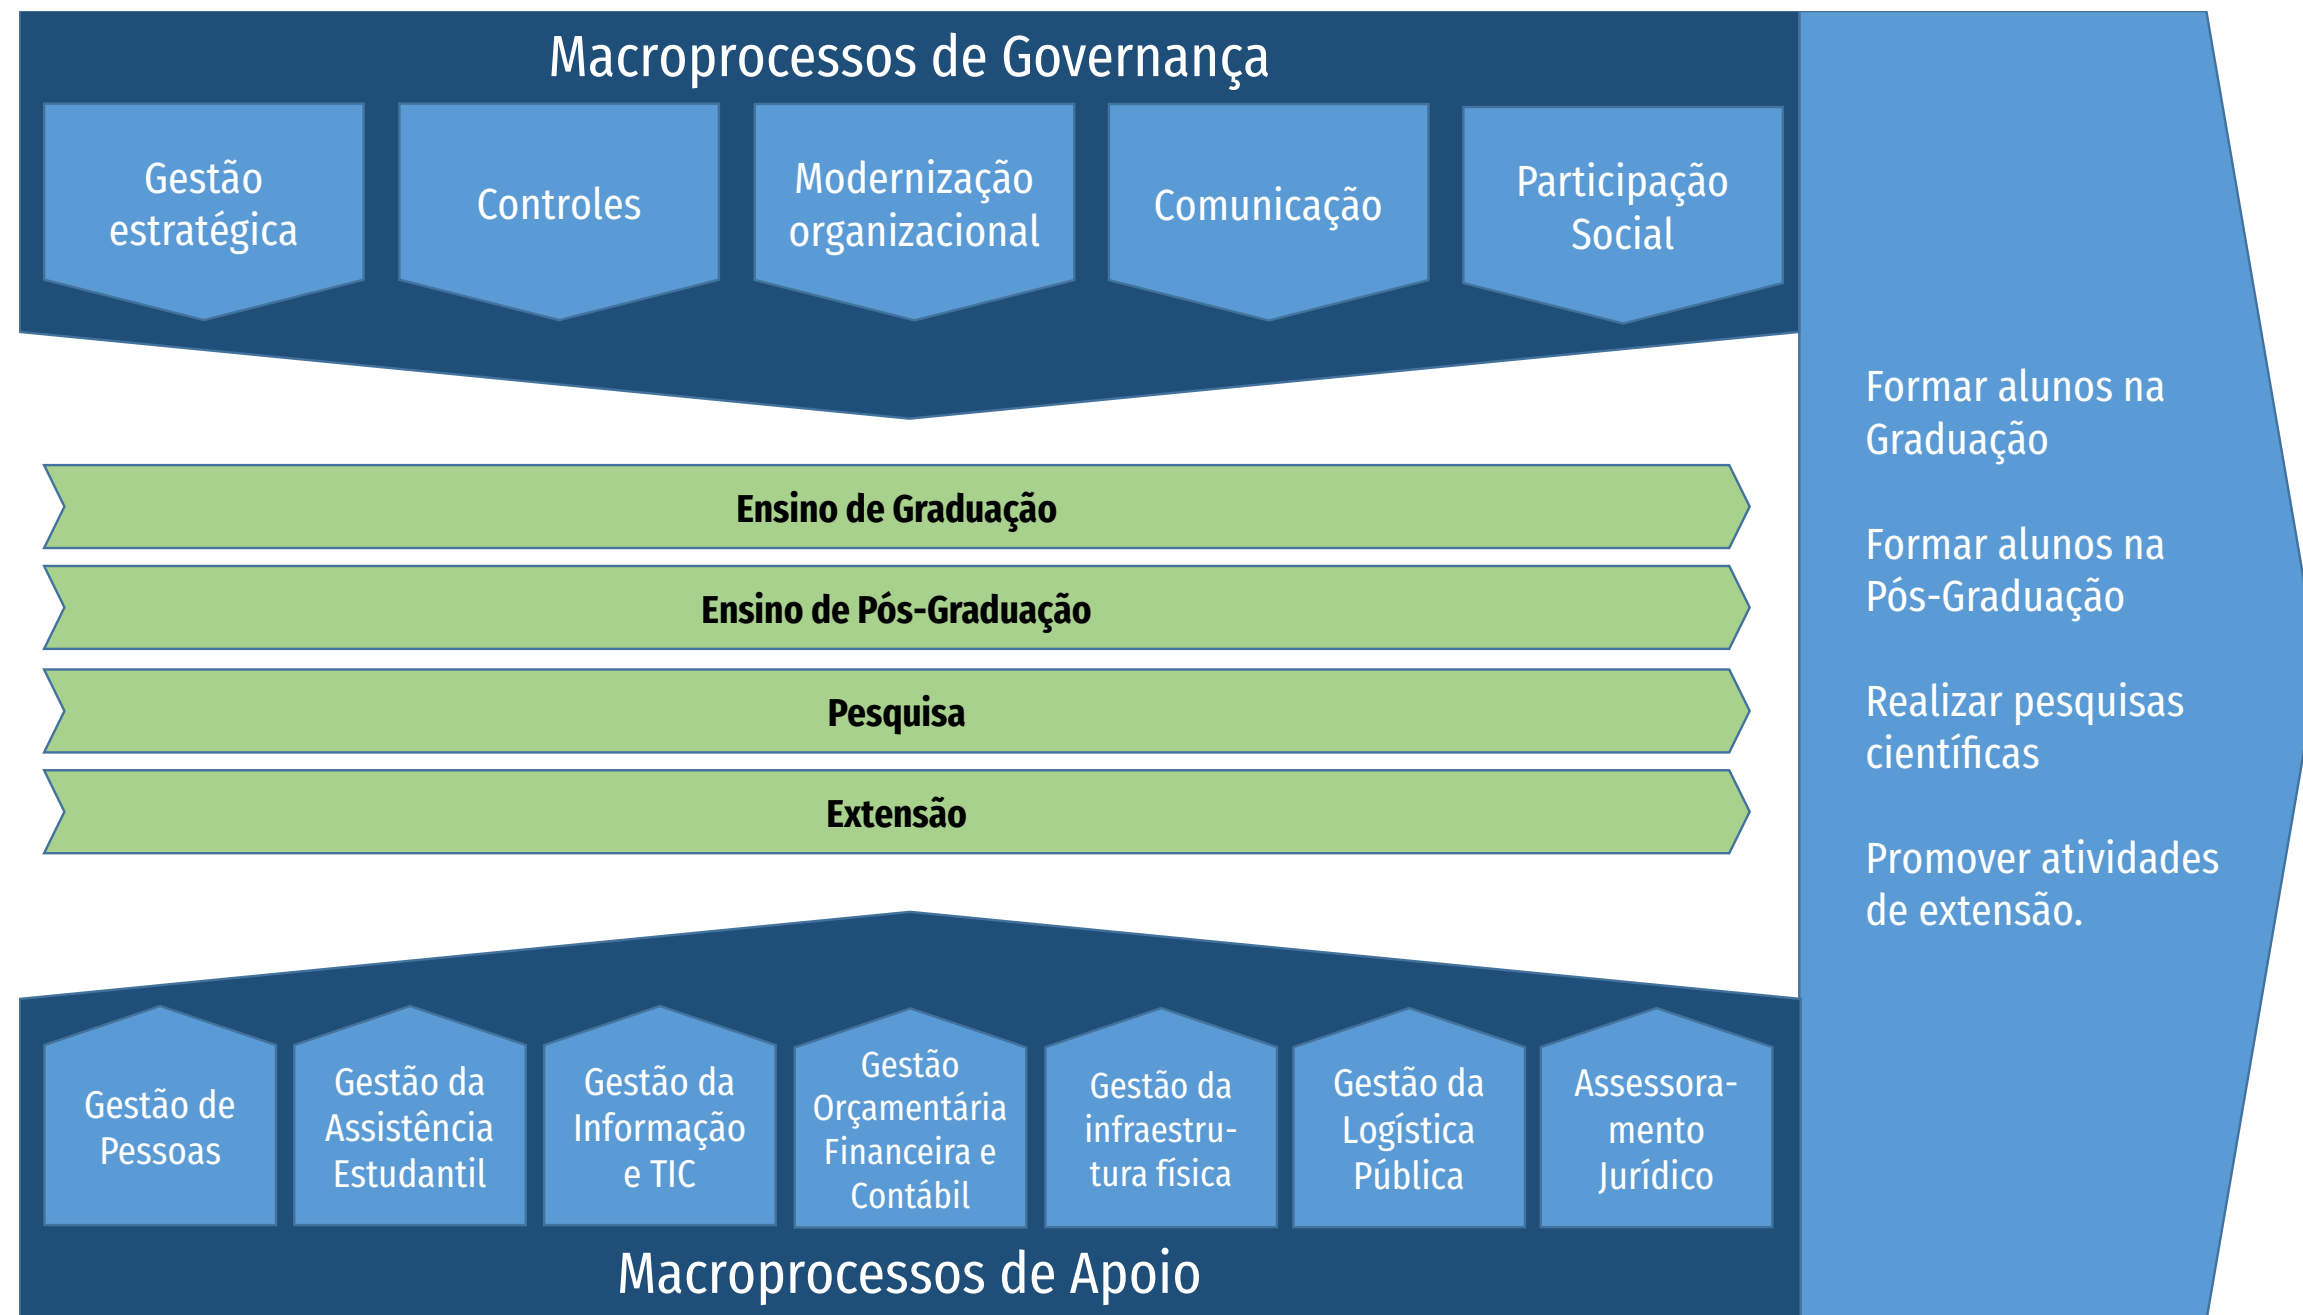 Macroprocessos de Governança
Gestão
estratégica
Controles
Modernização
organizacional
Comunicação
Participação
Social
Ensino de Graduação
Ensino de Pós-Graduação
Pesquisa
Extensão
Formar alunos na
Graduação
Formar alunos na
Pós-Graduação
Realizar pesquisas
científicas
Promover atividades
de extensão.
Gestão de
Pessoas
Gestão da
Assistência
Estudantil
Gestão da
Informação
e TIC
Gestão
Orçamentária
Financeira e
Contábil
Gestão da
infraestru-
tura física
Gestão da
Logística
Pública
Assessora-
mento
Jurídico
Macroprocessos de Apoio